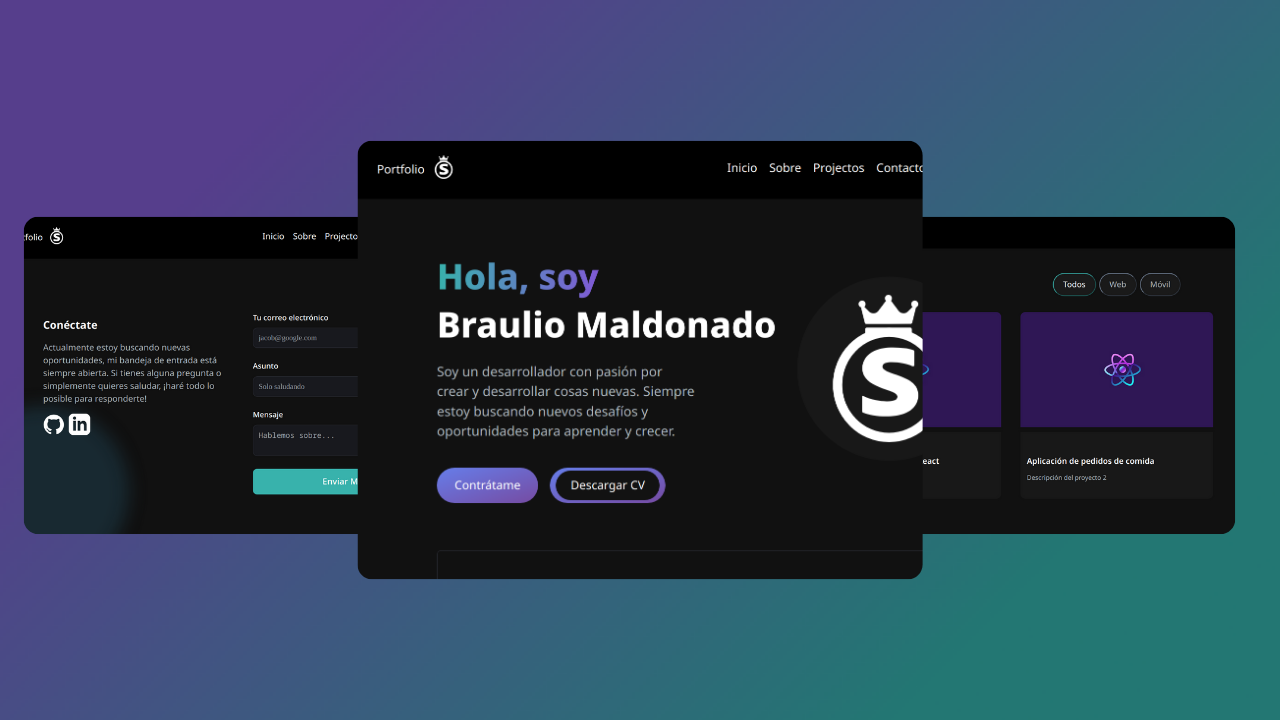 Portfolio
S
Inicio Sobre Projectos Contacto
Hola, soy
Braulio Maldonado
Soy un desarrollador con pasión por
crear y desarrollar cosas nuevas. Siempre
estoy buscando nuevos desafíos y
oportunidades para aprender y crecer.
Contrátame
Descargar CV
S
tfolio
S
Inicio Sobre Projecto
Conéctate
Actualmente estoy buscando nuevas
oportunidades, mi bandeja de entrada está
siempre abierta. Si tienes alguna pregunta o
simplemente quieres saludar, ¡haré todo lo
posible para responderte!
in
Tu correo electrónico
jacob@google.com
Asunto
Solo saludando
Mensaje
Hablemos sobre...
Enviar M
Todos
Web
Móvil
eact
Aplicación de pedidos de comida
Descripción del proyecto 2